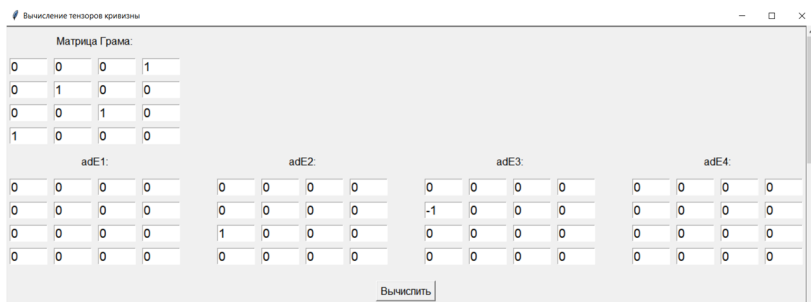 Вычисление тензоров кривизны
Матрица Грама:
0 0 0 1
0 1 0 0
0 0 1 0
1 0 0 0
adE1: adE2: adE3: adE4:
0 0 0 0 0 0 0 0 0 0 0 0 0 0 0 0
0 0 0 0 0 0 0 0 -1 0 0 0 0 0 0 0
0 0 0 0 1 0 0 0 0 0 0 0 0 0 0 0
0 0 0 0 0 0 0 0 0 0 0 0 0 0 0 0
Вычислить